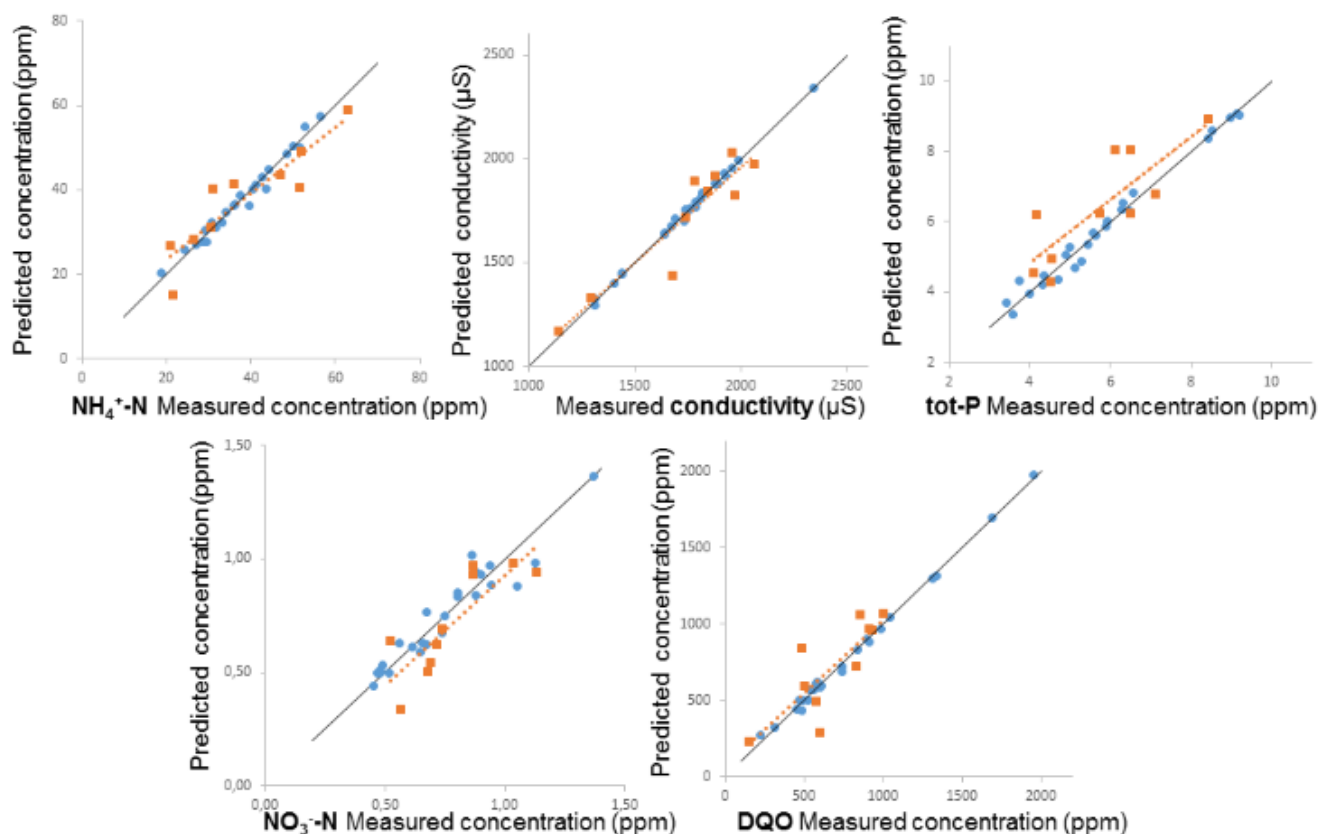 Predicted concentration (ppm)
80
60
40
20
0
0 20 40 60 80
NH₄⁺-N Measured concentration (ppm)
Predicted conductivity (µS)
2500
2000
1500
1000
1000 1500 2000 2500
Measured conductivity (µS)
Predicted concentration (ppm)
10
8
6
4
2
2 4 6 8 10
tot-P Measured concentration (ppm)
Predicted concentration (ppm)
1,50
1,00
0,50
0,00
0,00 0,50 1,00 1,50
NO₃⁻-N Measured concentration (ppm)
Predicted concentration (ppm)
2000
1500
1000
500
0
0 500 1000 1500 2000
DQO Measured concentration (ppm)